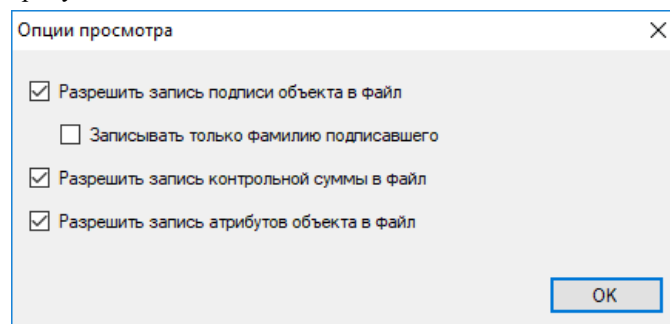 Опции просмотра
Разрешить запись подписи объекта в файл
Записывать только фамилию подписавшего
Разрешить запись контрольной суммы в файл
Разрешить запись атрибутов объекта в файл
OK